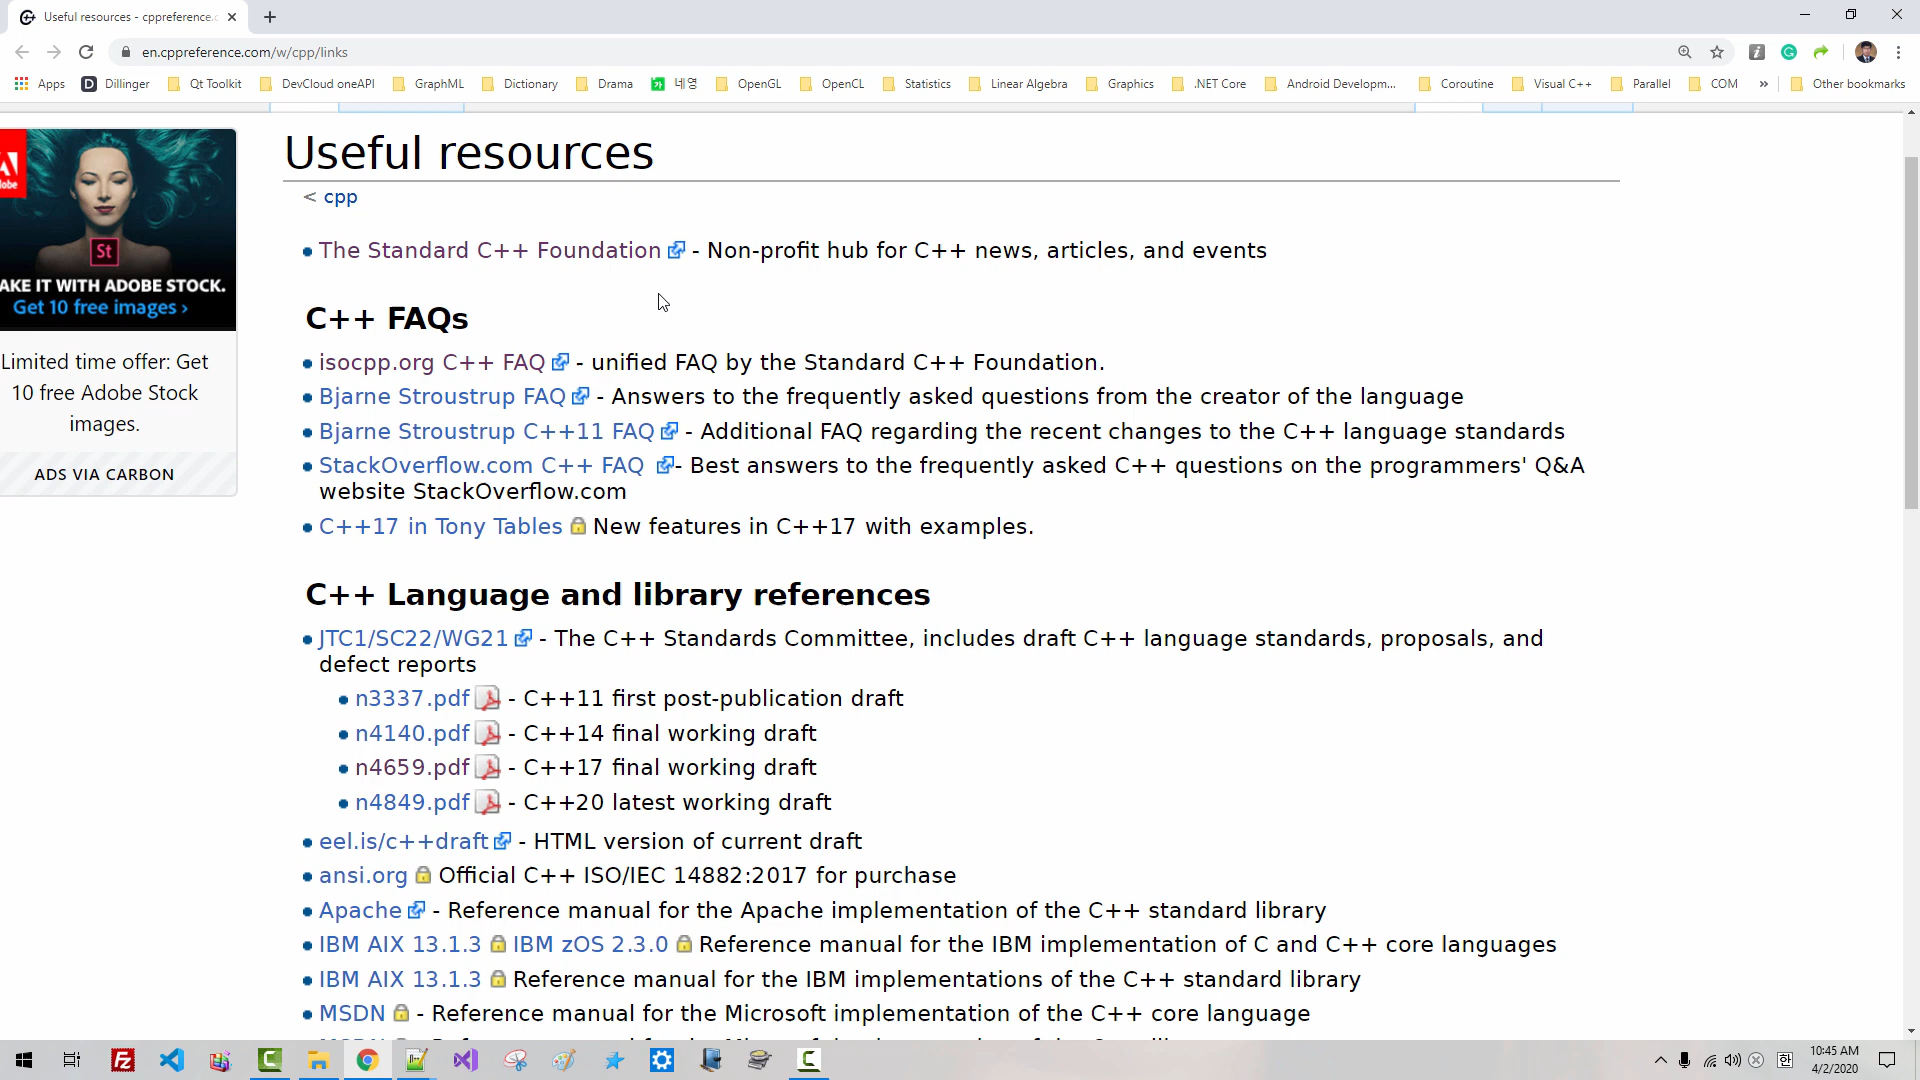 Useful resources - cppreference.c
en.cppreference.com/w/cpp/links
Apps
Dillinger
Qt Toolkit
DevCloud oneAPI
GraphML
Dictionary
Drama
네영
OpenGL
OpenCL
Statistics
Linear Algebra
Graphics
.NET Core
Android Developm...
Coroutine
Visual C++
Parallel
COM
»
Other bookmarks
Useful resources
< cpp
The Standard C++ Foundation - Non-profit hub for C++ news, articles, and events
C++ FAQs
isocpp.org C++ FAQ - unified FAQ by the Standard C++ Foundation.
Bjarne Stroustrup FAQ - Answers to the frequently asked questions from the creator of the language
Bjarne Stroustrup C++11 FAQ - Additional FAQ regarding the recent changes to the C++ language standards
StackOverflow.com C++ FAQ - Best answers to the frequently asked C++ questions on the programmers' Q&A
website StackOverflow.com
C++17 in Tony Tables New features in C++17 with examples.
C++ Language and library references
JTC1/SC22/WG21 - The C++ Standards Committee, includes draft C++ language standards, proposals, and
defect reports
n3337.pdf - C++11 first post-publication draft
n4140.pdf - C++14 final working draft
n4659.pdf - C++17 final working draft
n4849.pdf - C++20 latest working draft
eel.is/c++draft - HTML version of current draft
ansi.org Official C++ ISO/IEC 14882:2017 for purchase
Apache - Reference manual for the Apache implementation of the C++ standard library
IBM AIX 13.1.3 IBM zOS 2.3.0 Reference manual for the IBM implementation of C and C++ core languages
IBM AIX 13.1.3 Reference manual for the IBM implementations of the C++ standard library
MSDN - Reference manual for the Microsoft implementation of the C++ core language
St
AKE IT WITH ADOBE STOCK.
Get 10 free images ›
Limited time offer: Get
10 free Adobe Stock
images.
ADS VIA CARBON
한
10:45 AM
4/2/2020